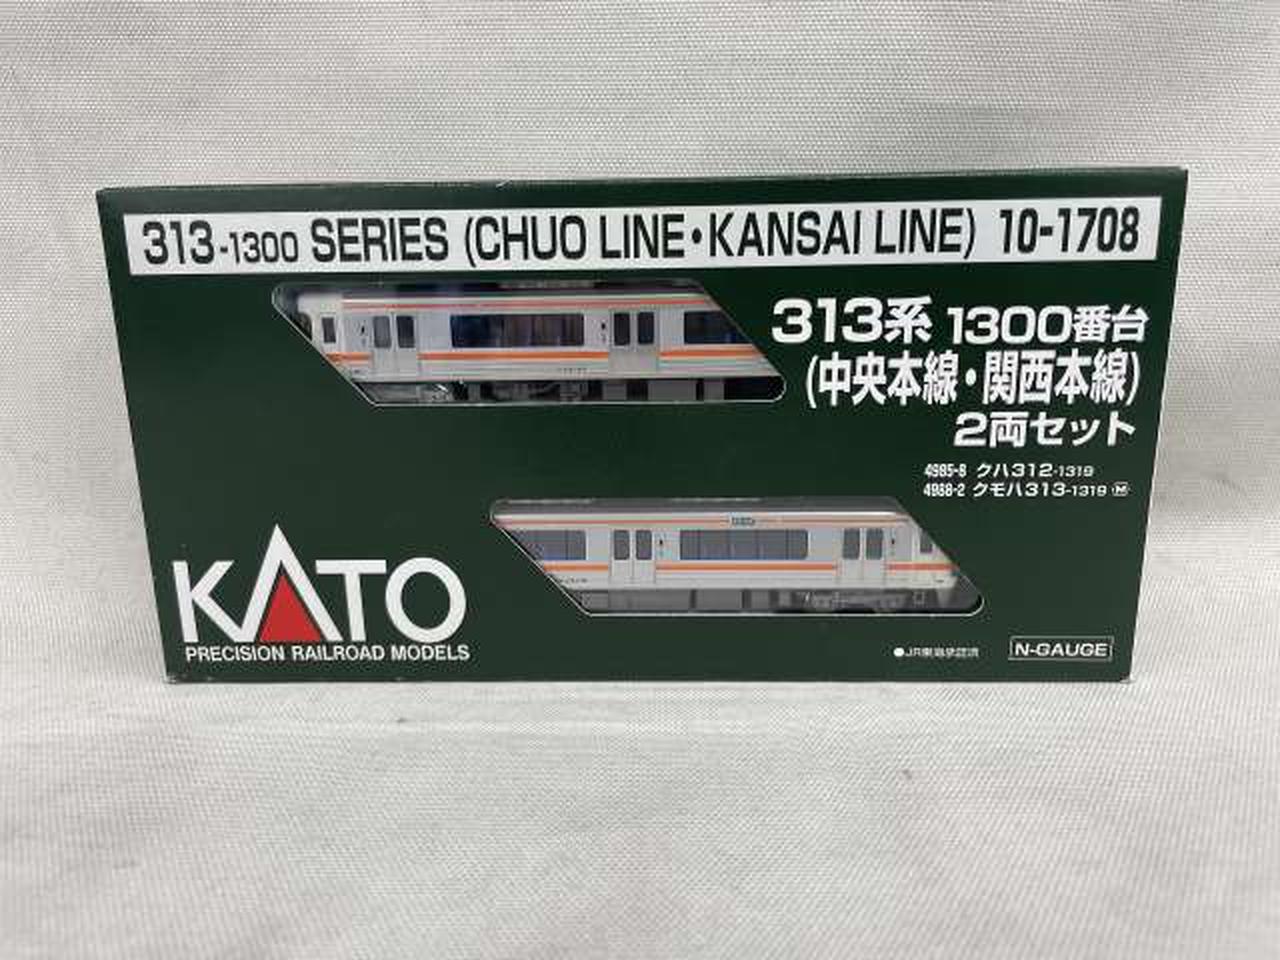 313-1300 SERIES (CHUO LINE・KANSAI LINE) 10-1708
313系 1300番台
(中央本線・関西本線)
2両セット
4985-8 クハ312-1319
4988-2 クモハ313-1319 Ⓜ
KATO
PRECISION RAILROAD MODELS
●JR東海承認済
N-GAUGE